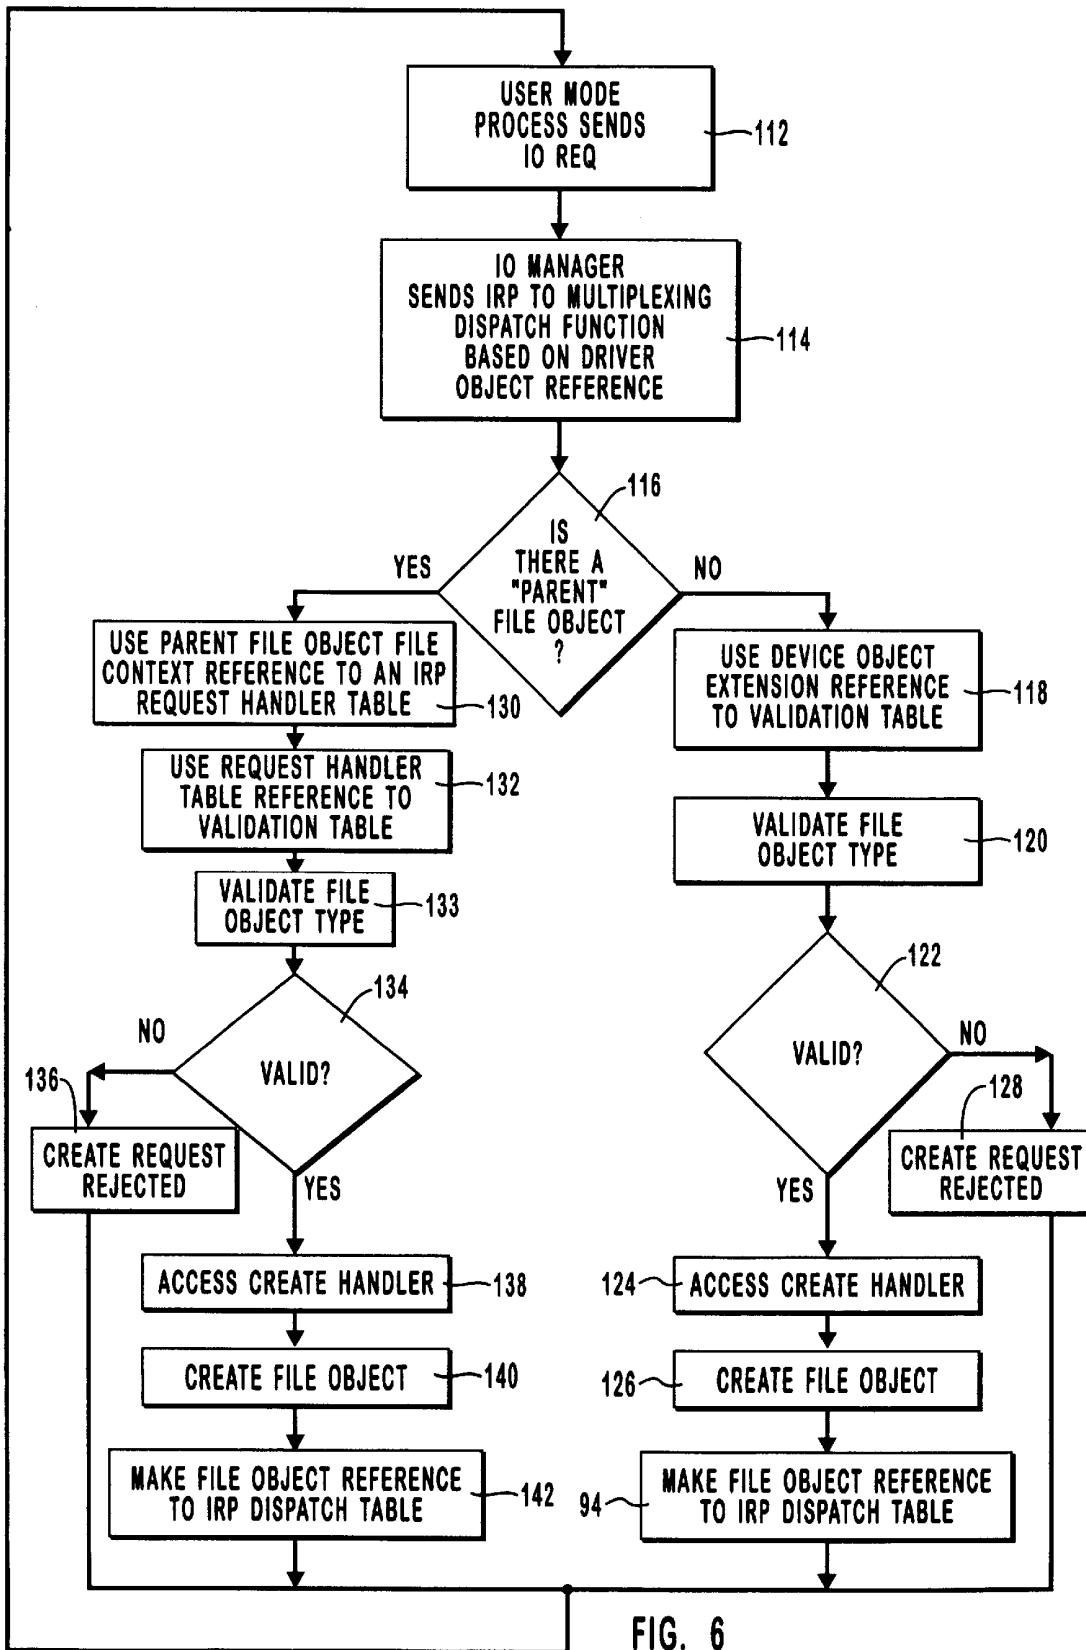 USER MODE
PROCESS SENDS
IO REQ
112
IO MANAGER
SENDS IRP TO MULTIPLEXING
DISPATCH FUNCTION
BASED ON DRIVER
OBJECT REFERENCE
114
116
IS
THERE A
"PARENT"
FILE OBJECT
?
YES
NO
USE PARENT FILE OBJECT FILE
CONTEXT REFERENCE TO AN IRP
REQUEST HANDLER TABLE
130
USE REQUEST HANDLER
TABLE REFERENCE TO
VALIDATION TABLE
132
VALIDATE FILE
OBJECT TYPE
133
134
VALID?
NO
136
CREATE REQUEST
REJECTED
YES
ACCESS CREATE HANDLER
138
CREATE FILE OBJECT
140
MAKE FILE OBJECT REFERENCE
TO IRP DISPATCH TABLE
142
USE DEVICE OBJECT
EXTENSION REFERENCE
TO VALIDATION TABLE
118
VALIDATE FILE
OBJECT TYPE
120
122
VALID?
NO
128
CREATE REQUEST
REJECTED
YES
124
ACCESS CREATE HANDLER
126
CREATE FILE OBJECT
94
MAKE FILE OBJECT REFERENCE
TO IRP DISPATCH TABLE
FIG. 6